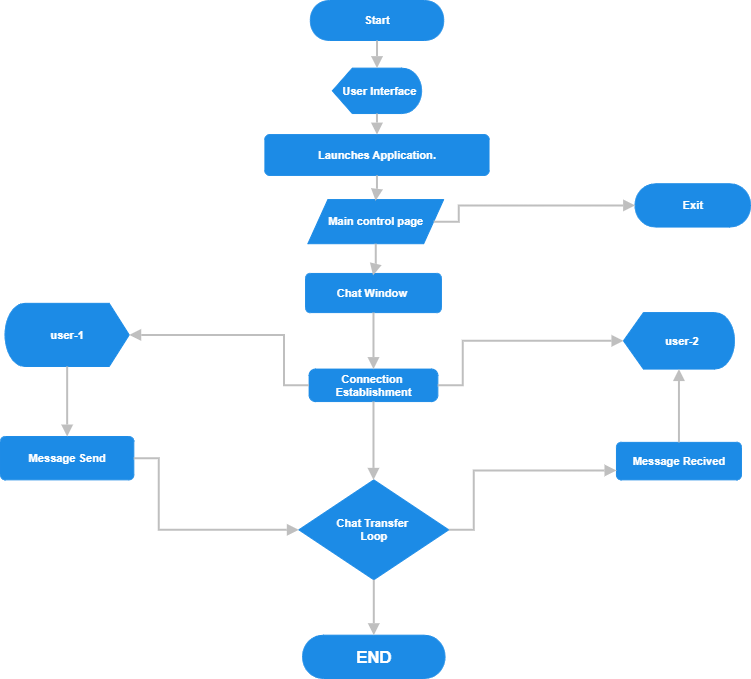 Start
User Interface
Launches Application.
Main control page
Exit
Chat Window
user-1
user-2
Connection
Establishment
Message Send
Message Recived
Chat Transfer
Loop
END